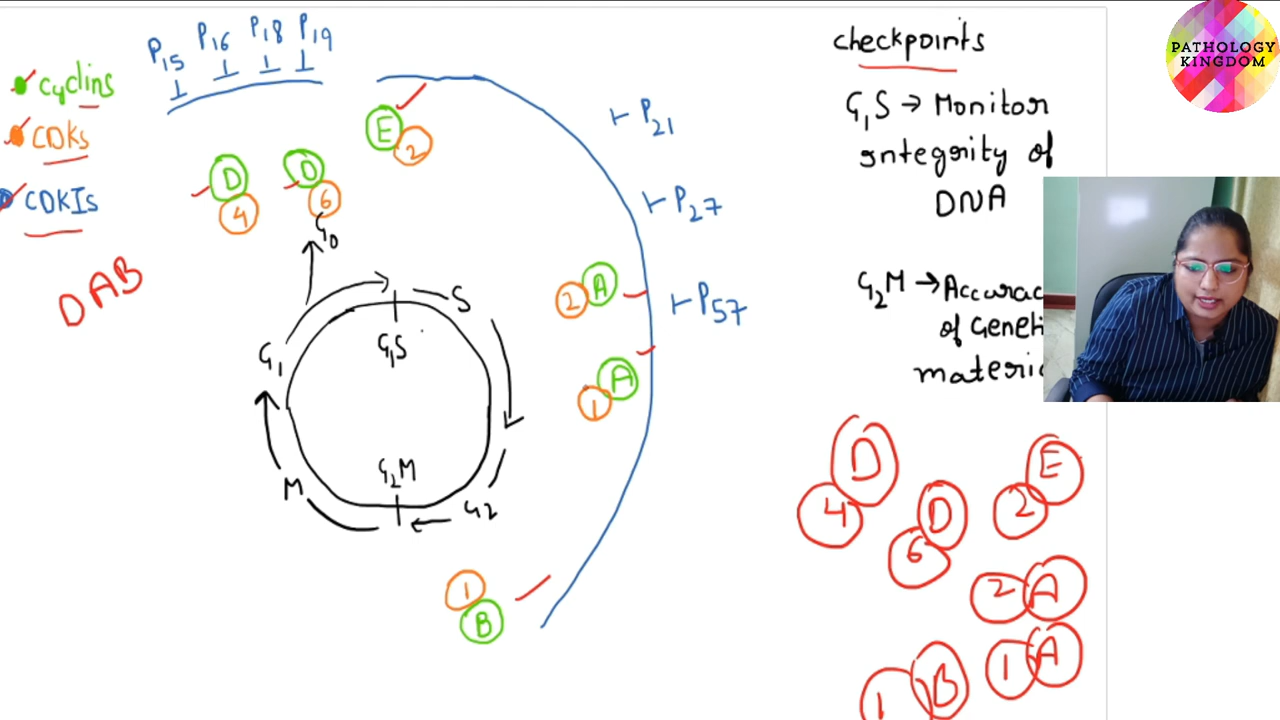 P15 P16 P18 P19
Cyclins
CDKs
CDKIs
D 4
D 6
E 2
G0
DAB
G1
S
G1S
G2M
M
G2
2 A
1 A
1 B
P21
P27
P57
checkpoints
G1S → Monitor
integrity of
DNA
G2M → Accurac
of Geneti
materi
D 4
D 6
E 2
2 A
1 A
1 B
PATHOLOGY
KINGDOM